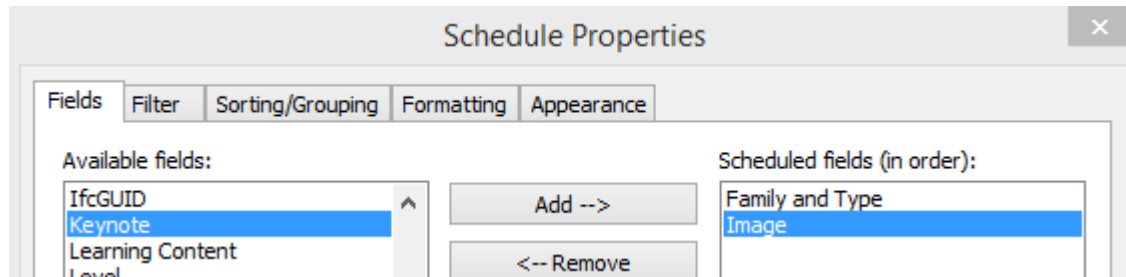 Schedule Properties
×
Fields Filter Sorting/Grouping Formatting Appearance
Available fields:
IfcGUID
Keynote
Learning Content
Level
Add -->
<-- Remove
Scheduled fields (in order):
Family and Type
Image